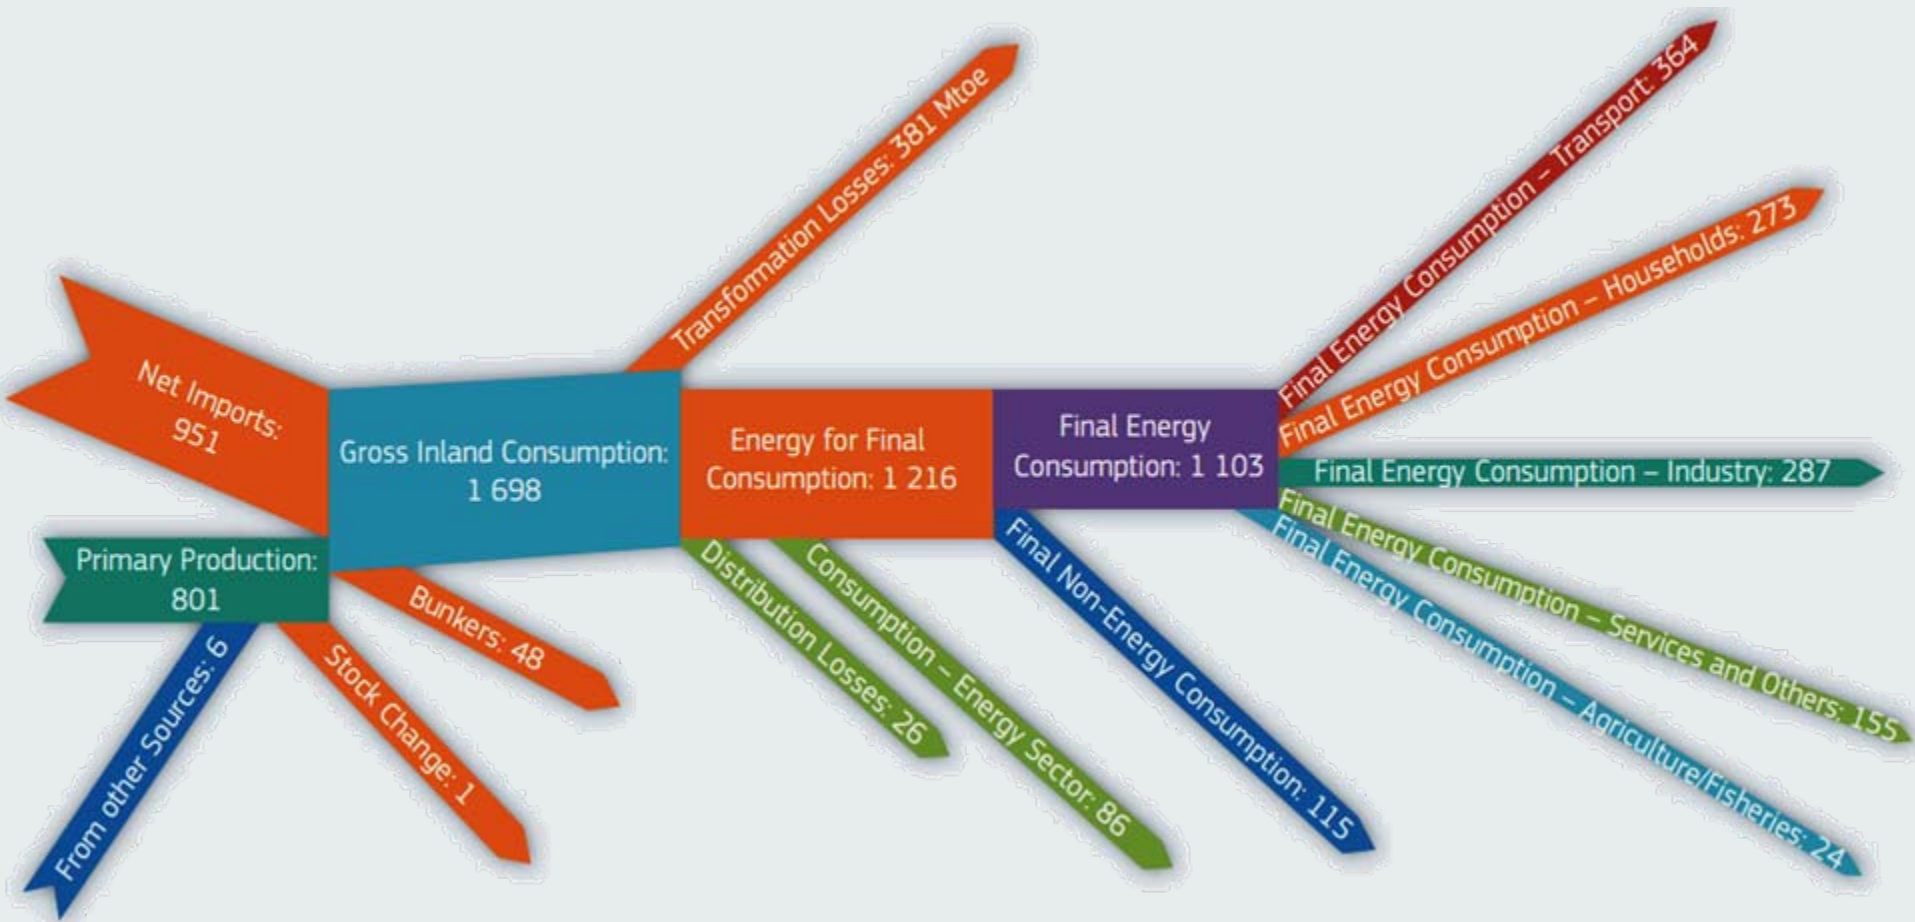 Net Imports:
951
Primary Production:
801
From other Sources: 6
Stock Change: 1
Bunkers: 48
Gross Inland Consumption:
1 698
Transformation Losses: 381 Mtoe
Energy for Final
Consumption: 1 216
Distribution Losses: 26
Consumption – Energy Sector: 86
Final Energy
Consumption: 1 103
Final Non-Energy Consumption: 115
Final Energy Consumption – Transport: 364
Final Energy Consumption – Households: 273
Final Energy Consumption – Industry: 287
Final Energy Consumption – Services and Others: 155
Final Energy Consumption – Agriculture/Fisheries: 24